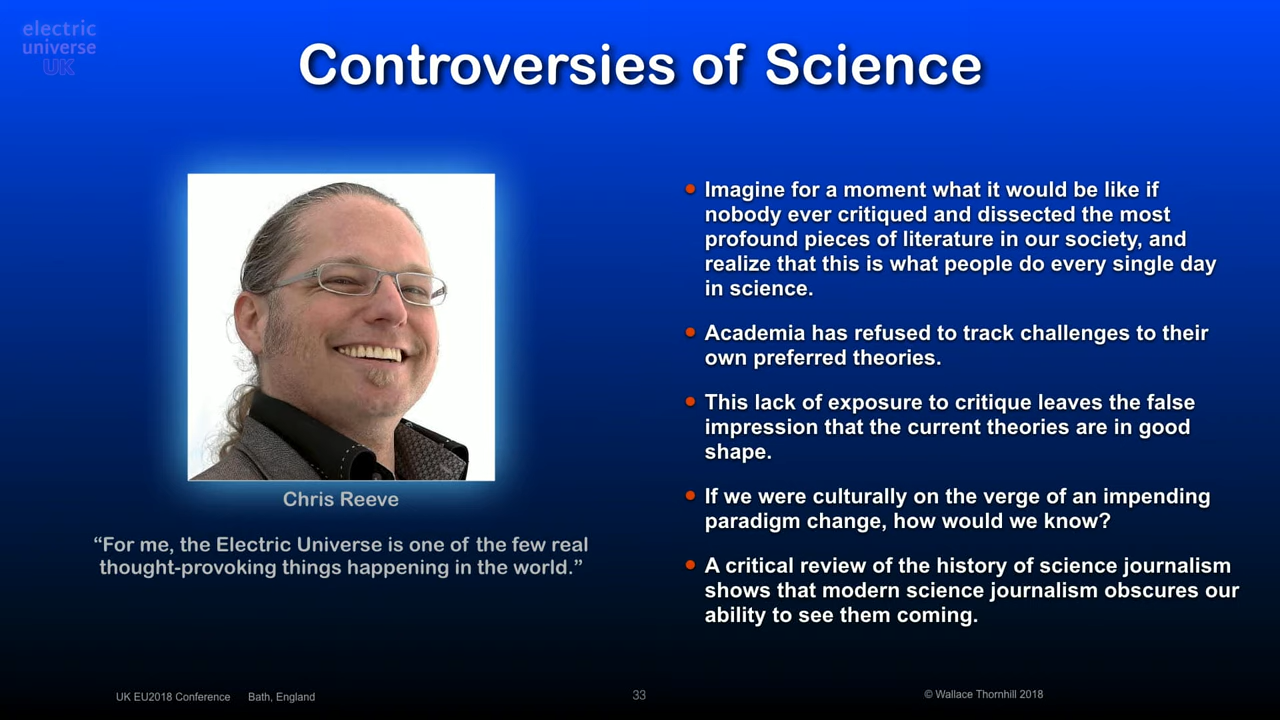 electric
universe
UK
Controversies of Science
Chris Reeve
“For me, the Electric Universe is one of the few real
thought-provoking things happening in the world.”
• Imagine for a moment what it would be like if
nobody ever critiqued and dissected the most
profound pieces of literature in our society, and
realize that this is what people do every single day
in science.
• Academia has refused to track challenges to their
own preferred theories.
• This lack of exposure to critique leaves the false
impression that the current theories are in good
shape.
• If we were culturally on the verge of an impending
paradigm change, how would we know?
• A critical review of the history of science journalism
shows that modern science journalism obscures our
ability to see them coming.
UK EU2018 Conference Bath, England
33
© Wallace Thornhill 2018